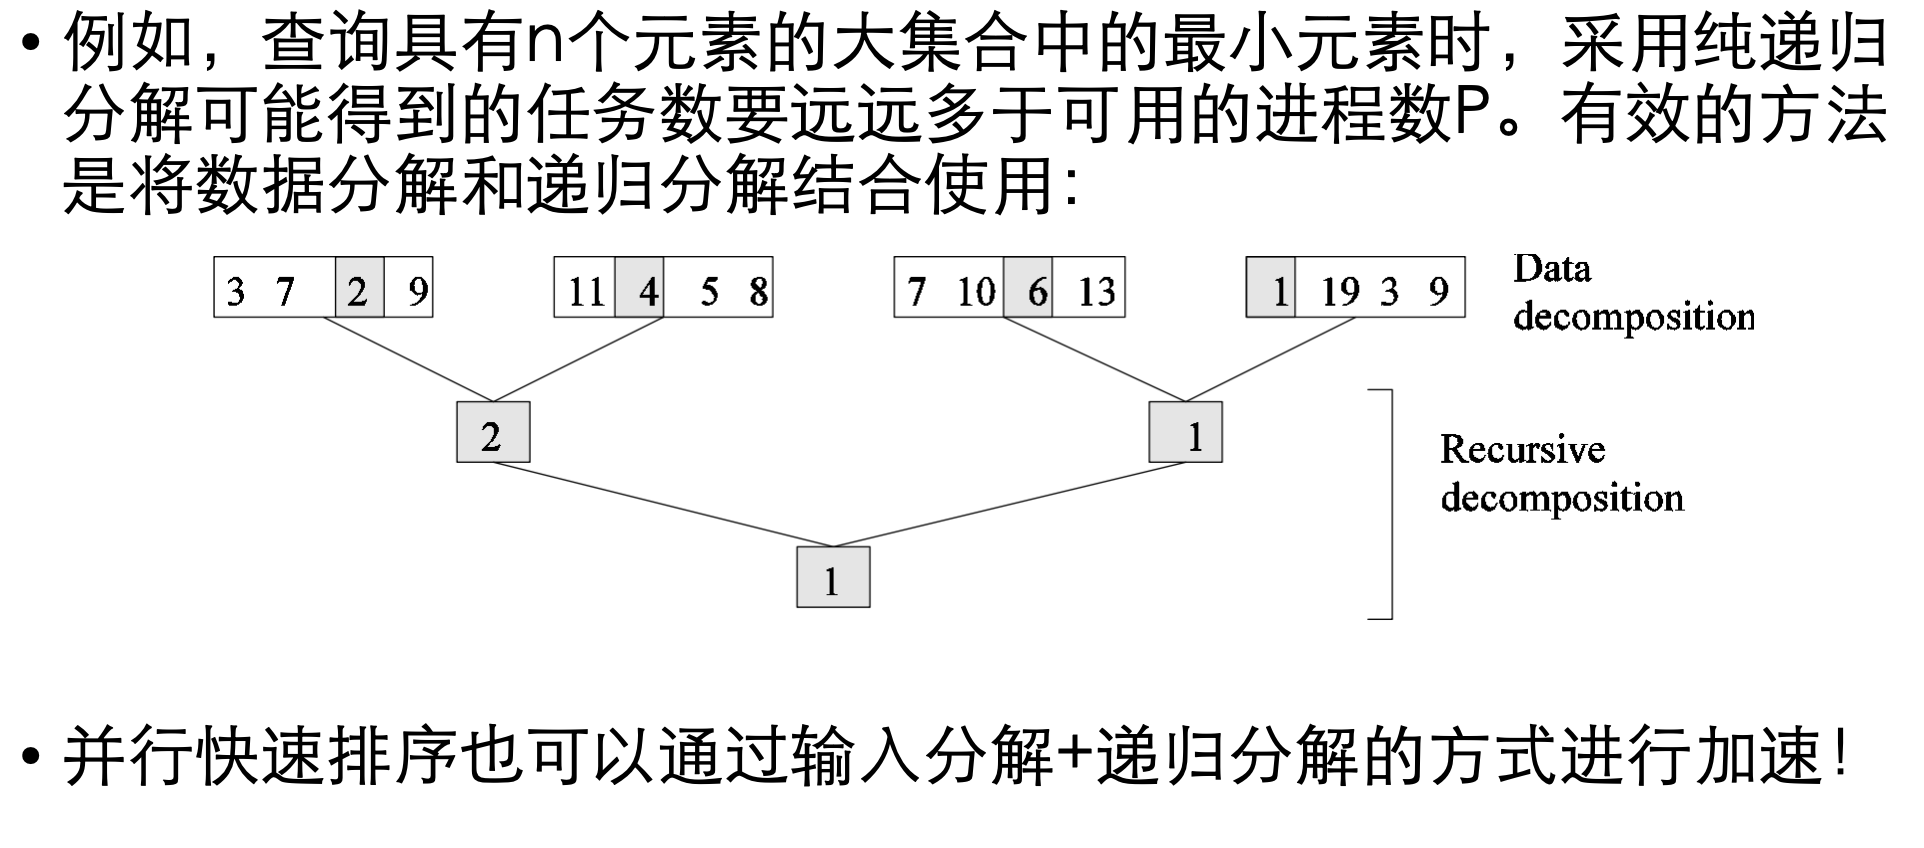 • 例如，查询具有n个元素的大集合中的最小元素时，采用纯递归
分解可能得到的任务数要远远多于可用的进程数P。有效的方法
是将数据分解和递归分解结合使用：
3 7 2 9 11 4 5 8 7 10 6 13 1 19 3 9 Data
decomposition
2 1
Recursive
decomposition
1
• 并行快速排序也可以通过输入分解+递归分解的方式进行加速！